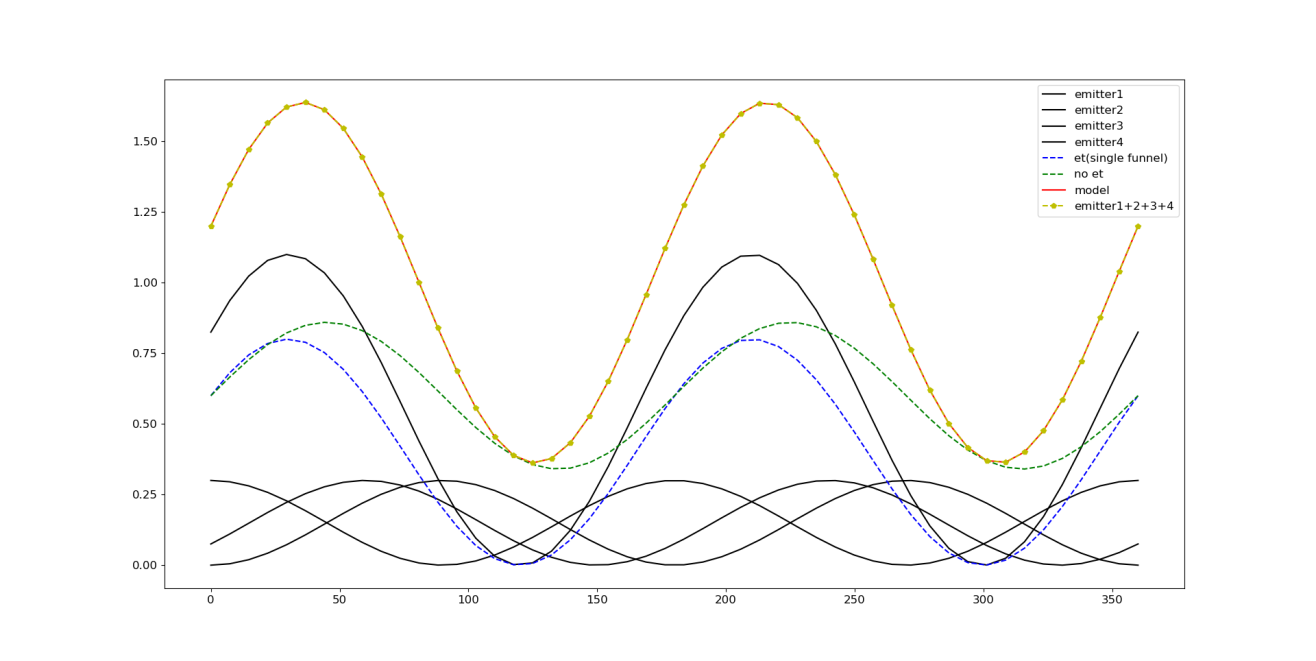 emitter1
emitter2
emitter3
emitter4
et(single funnel)
no et
model
emitter1+2+3+4
1.50
1.25
1.00
0.75
0.50
0.25
0.00
0 50 100 150 200 250 300 350